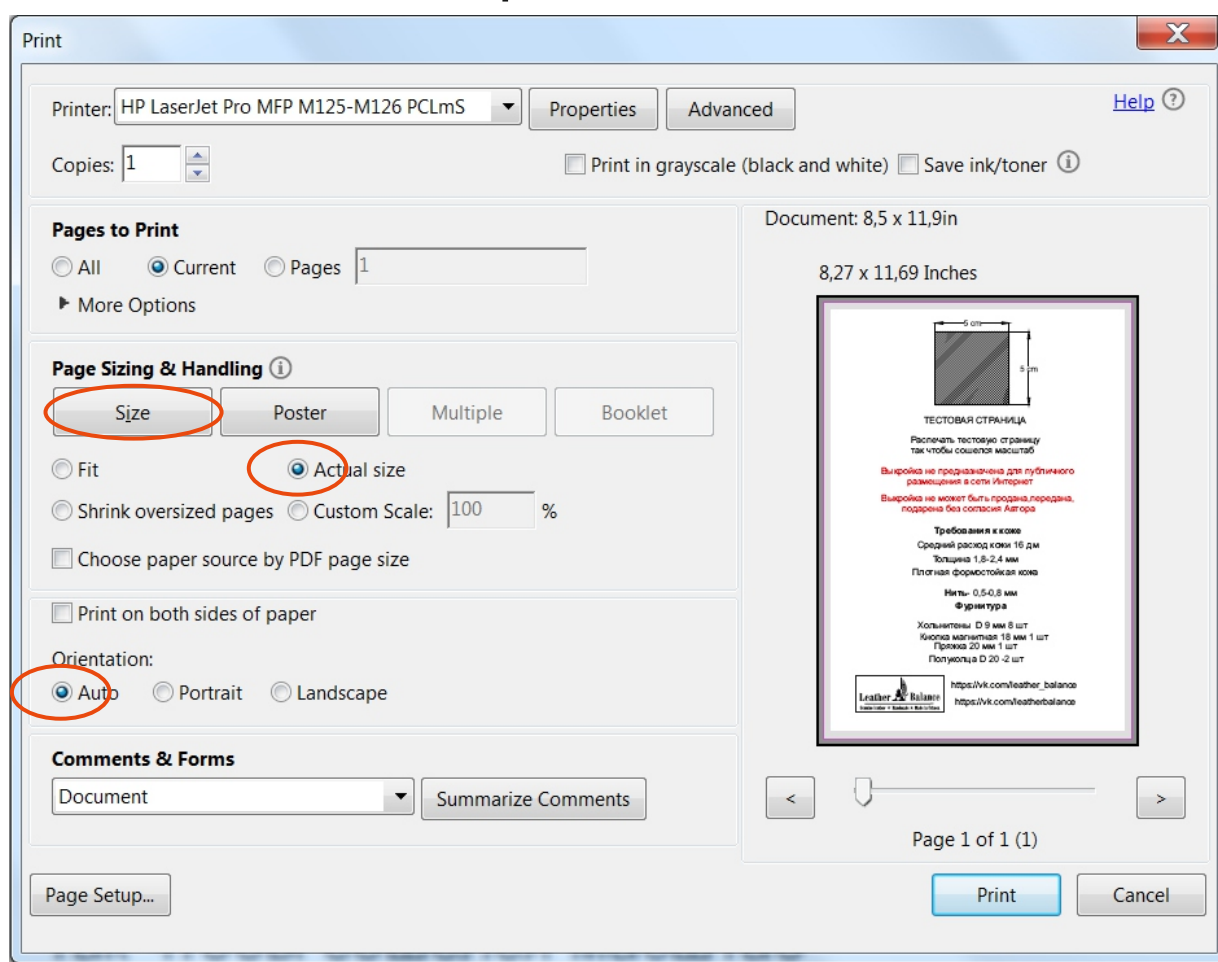 Print
Printer: HP LaserJet Pro MFP M125-M126 PCLmS Properties Advanced Help
Copies: 1 Print in grayscale (black and white) Save ink/toner
Pages to Print
All Current Pages 1
More Options
Page Sizing & Handling
Size Poster Multiple Booklet
Fit Actual size
Shrink oversized pages Custom Scale: 100 %
Choose paper source by PDF page size
Print on both sides of paper
Orientation:
Auto Portrait Landscape
Comments & Forms
Document Summarize Comments
Page Setup...
Document: 8,5 x 11,9in
8,27 x 11,69 Inches
5 cm
5 cm
ТЕСТОВАЯ СТРАНИЦА
Распечать тестовую страницу
так чтобы сошелся масштаб
Выкройка не предназначена для публичного
размещения в сети Интернет
Выкройка не может быть продана,передана,
подарена без согласия Автора
Требования к коже
Средний расход кожи 16 дм
Толщина 1,8-2,4 мм
Плотная формостойкая кожа
Нить- 0,5-0,8 мм
Фурнитура
Хольнитены D 9 мм 8 шт
Кнопка магнитная 18 мм 1 шт
Пряжка 20 мм 1 шт
Полукольца D 20 -2 шт
Leather Balance
https://vk.com/leather_balance
https://vk.com/leatherbalance
< >
Page 1 of 1 (1)
Print Cancel